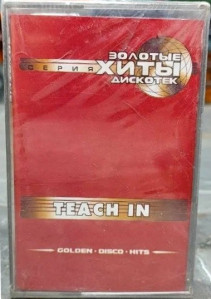 ЗОЛОТЫЕ
СЕРИЯ ХИТЫ
ДИСКОТЕК
TEACH IN
GOLDEN · DISCO · HITS